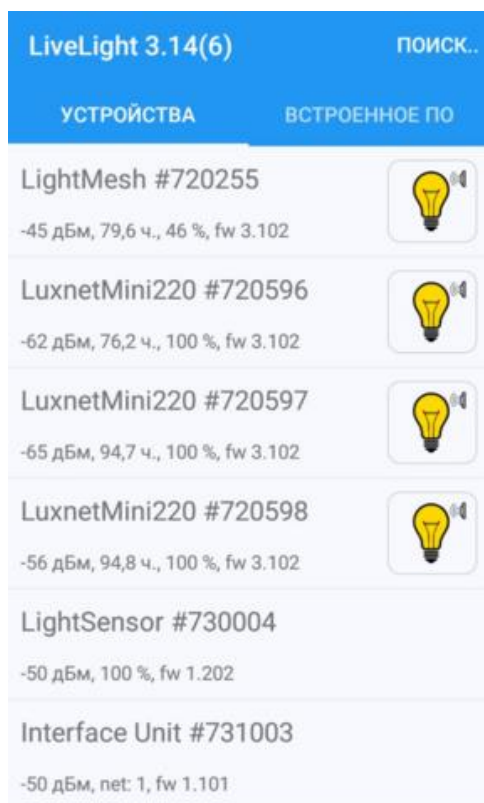 LiveLight 3.14(6)
ПОИСК..
УСТРОЙСТВА
ВСТРОЕННОЕ ПО
LightMesh #720255
-45 дБм, 79,6 ч., 46 %, fw 3.102
LuxnetMini220 #720596
-62 дБм, 76,2 ч., 100 %, fw 3.102
LuxnetMini220 #720597
-65 дБм, 94,7 ч., 100 %, fw 3.102
LuxnetMini220 #720598
-56 дБм, 94,8 ч., 100 %, fw 3.102
LightSensor #730004
-50 дБм, 100 %, fw 1.202
Interface Unit #731003
-50 дБм, net: 1, fw 1.101